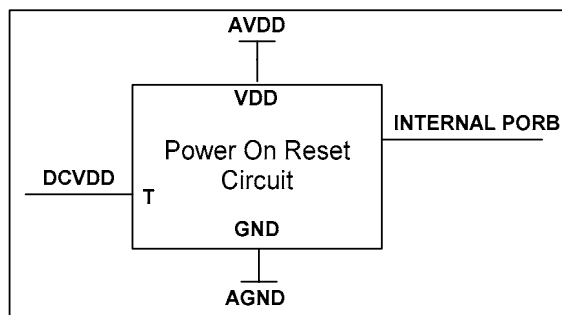 AVDD
VDD
INTERNAL PORB
Power On Reset
Circuit
DCVDD
T
GND
AGND